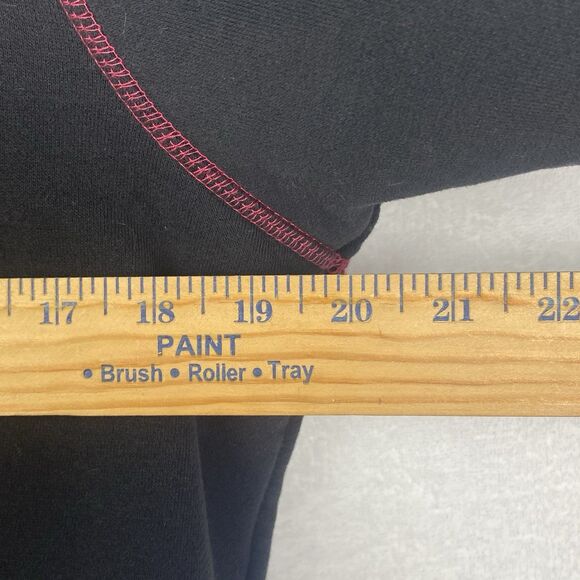 17 18 19 20 21 22
PAINT
• Brush • Roller • Tray